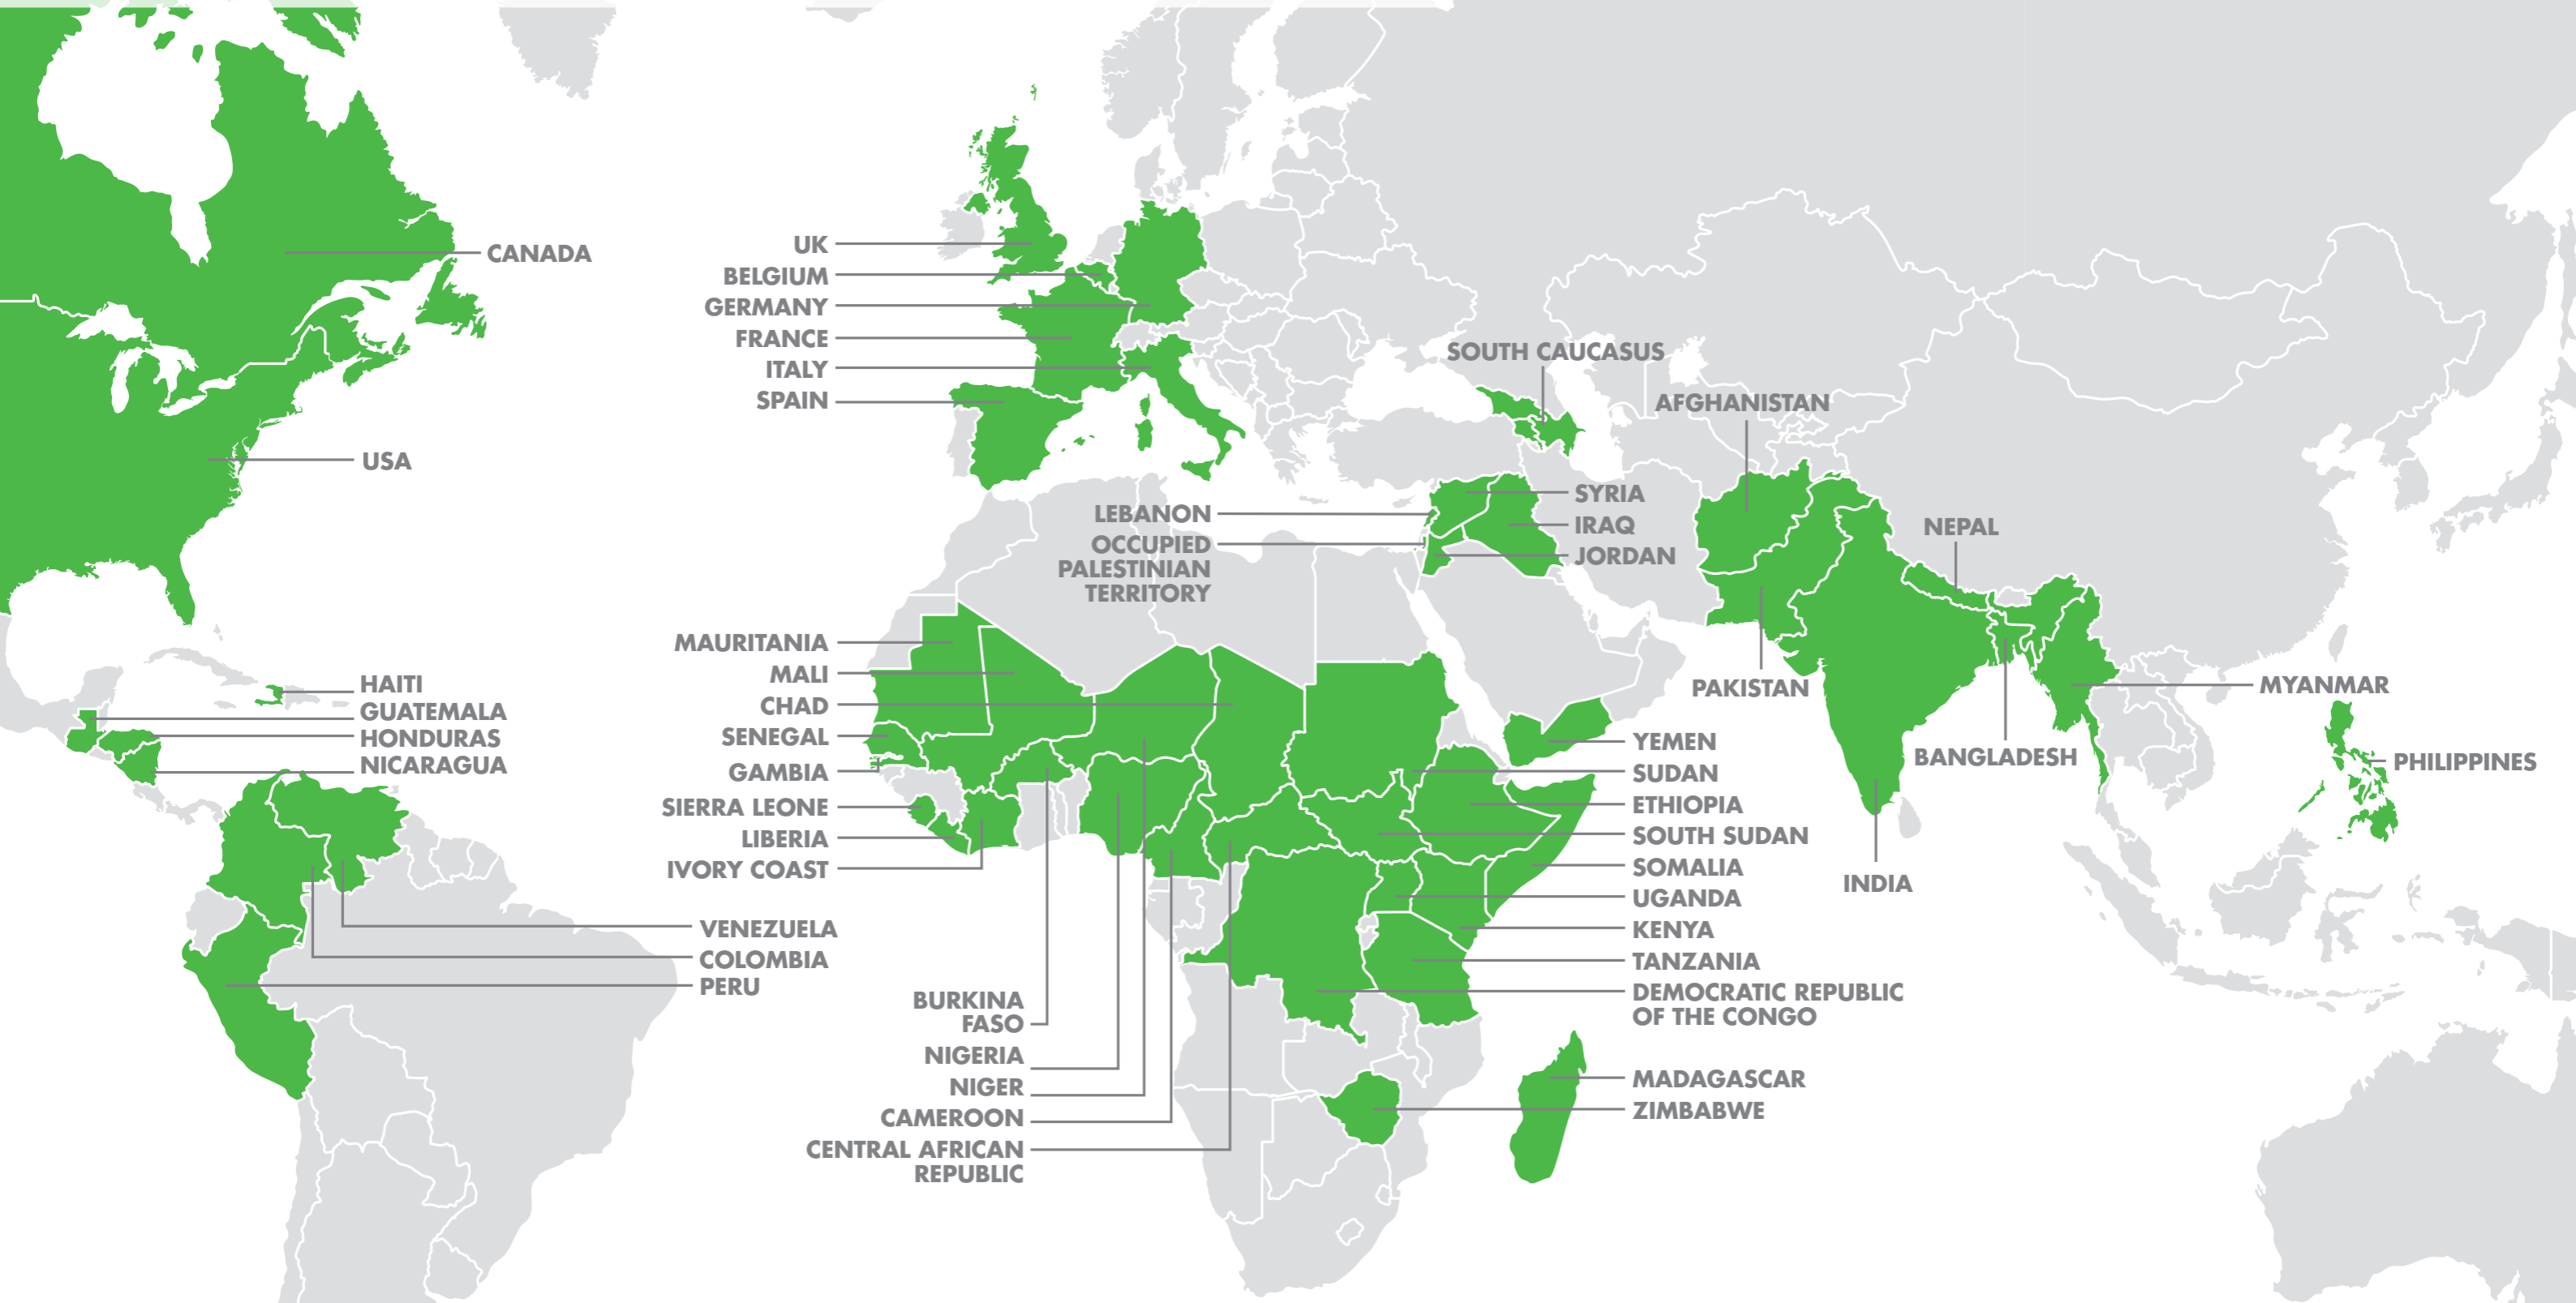 CANADA
USA
HAITI
GUATEMALA
HONDURAS
NICARAGUA
VENEZUELA
COLOMBIA
PERU
UK
BELGIUM
GERMANY
FRANCE
ITALY
SPAIN
LEBANON
OCCUPIED
PALESTINIAN
TERRITORY
MAURITANIA
MALI
CHAD
SENEGAL
GAMBIA
SIERRA LEONE
LIBERIA
IVORY COAST
BURKINA
FASO
NIGERIA
NIGER
CAMEROON
CENTRAL AFRICAN
REPUBLIC
SOUTH CAUCASUS
AFGHANISTAN
SYRIA
IRAQ
JORDAN
NEPAL
PAKISTAN
BANGLADESH
INDIA
MYANMAR
PHILIPPINES
YEMEN
SUDAN
ETHIOPIA
SOUTH SUDAN
SOMALIA
UGANDA
KENYA
TANZANIA
DEMOCRATIC REPUBLIC
OF THE CONGO
MADAGASCAR
ZIMBABWE